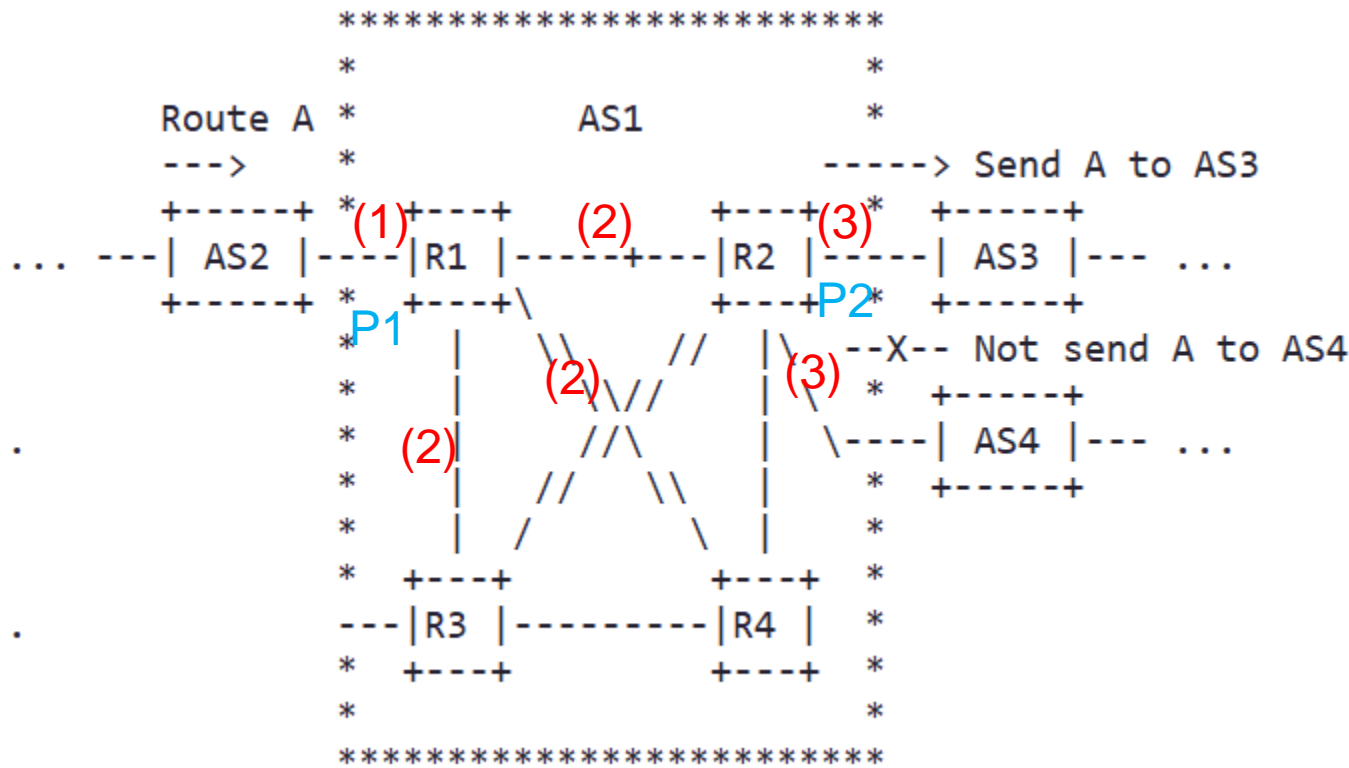 *************************
*                        *
Route A *          AS1          *
--->    *                     -----> Send A to AS3
+-----+ * (1) +---+    (2)    +---+ (3) *  +-----+
... ---| AS2 |----|R1 |-----+---|R2 |-----| AS3 |--- ...
+-----+ * P1 +---+\         +---+ P2 *  +-----+
*    |   \\    //  |\  --X-- Not send A to AS4
*    |  (2) \\//    | (3) \  *  +-----+
.              * (2) |     //\     |   \----| AS4 |--- ...
*    |   //   \\   |    *  +-----+
*    |  /       \  |    *
*  +---+         +---+  *
.              ---|R3 |---------|R4 |  *
*  +---+         +---+  *
*                        *
*************************